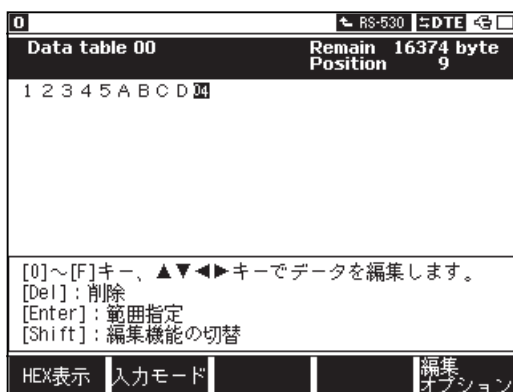 0 RS-530 DTE
Data table 00 Remain 16374 byte
Position 9
1 2 3 4 5 A B C D 04
[0]～[F]キー、▲▼◀▶キーでデータを編集します。
[Del]：削除
[Enter]：範囲指定
[Shift]：編集機能の切替
HEX表示 入力モード 編集
オプション